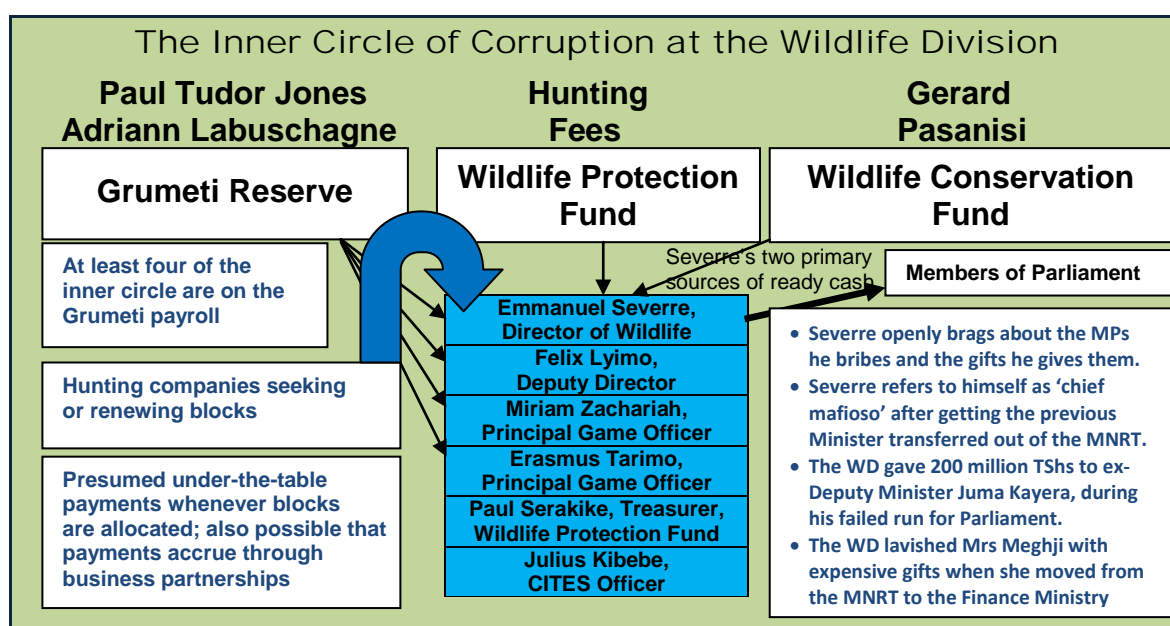 The Inner Circle of Corruption at the Wildlife Division
Paul Tudor Jones
Adriann Labuschagne
Hunting
Fees
Gerard
Pasanisi
Grumeti Reserve
Wildlife Protection
Fund
Wildlife Conservation
Fund
At least four of the
inner circle are on the
Grumeti payroll
Hunting companies seeking
or renewing blocks
Presumed under-the-table
payments whenever blocks
are allocated; also possible that
payments accrue through
business partnerships
Severre's two primary
sources of ready cash
Emmanuel Severre,
Director of Wildlife
Felix Lyimo,
Deputy Director
Miriam Zachariah,
Principal Game Officer
Erasmus Tarimo,
Principal Game Officer
Paul Serakike, Treasurer,
Wildlife Protection Fund
Julius Kibebe,
CITES Officer
Members of Parliament
• Severre openly brags about the MPs
he bribes and the gifts he gives them.
• Severre refers to himself as ‘chief
mafioso’ after getting the previous
Minister transferred out of the MNRT.
• The WD gave 200 million TShs to ex-
Deputy Minister Juma Kayera, during
his failed run for Parliament.
• The WD lavished Mrs Meghji with
expensive gifts when she moved from
the MNRT to the Finance Ministry